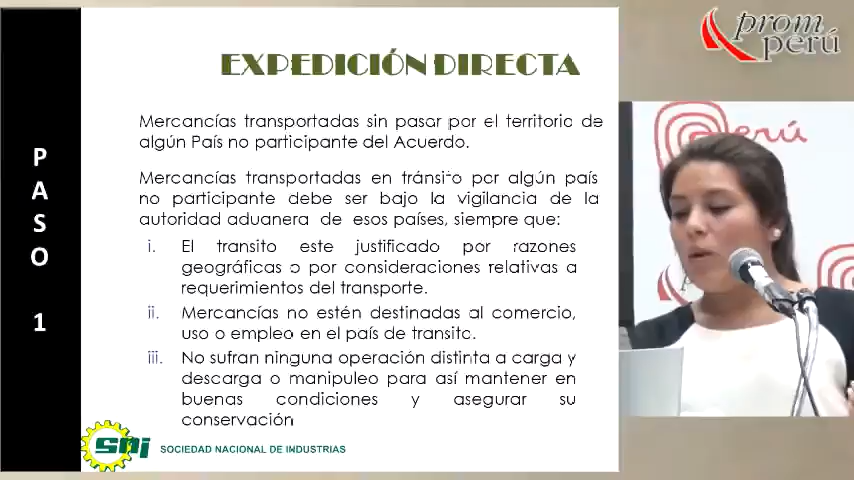 prom
perú
EXPEDICIÓN DIRECTA
Mercancías transportadas sin pasar por el territorio de
algún País no participante del Acuerdo.
Mercancías transportadas en tránsito por algún país
no participante debe ser bajo la vigilancia de la
autoridad aduanera de esos países, siempre que:
i. El transito este justificado por razones
geográficas o por consideraciones relativas a
requerimientos del transporte.
ii. Mercancías no estén destinadas al comercio,
uso o empleo en el país de transito.
iii. No sufran ninguna operación distinta a carga y
descarga o manipuleo para así mantener en
buenas condiciones y asegurar su
conservación
PASO 1
sni SOCIEDAD NACIONAL DE INDUSTRIAS
Perú